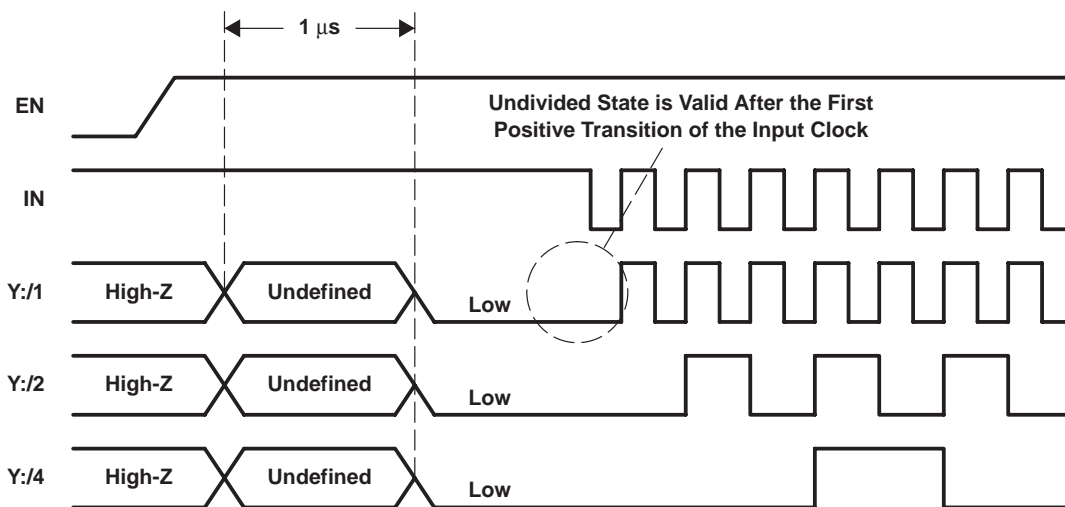 1 μs
EN
Undivided State is Valid After the First
Positive Transition of the Input Clock
IN
Y:/1
High-Z
Undefined
Low
Y:/2
High-Z
Undefined
Low
Y:/4
High-Z
Undefined
Low